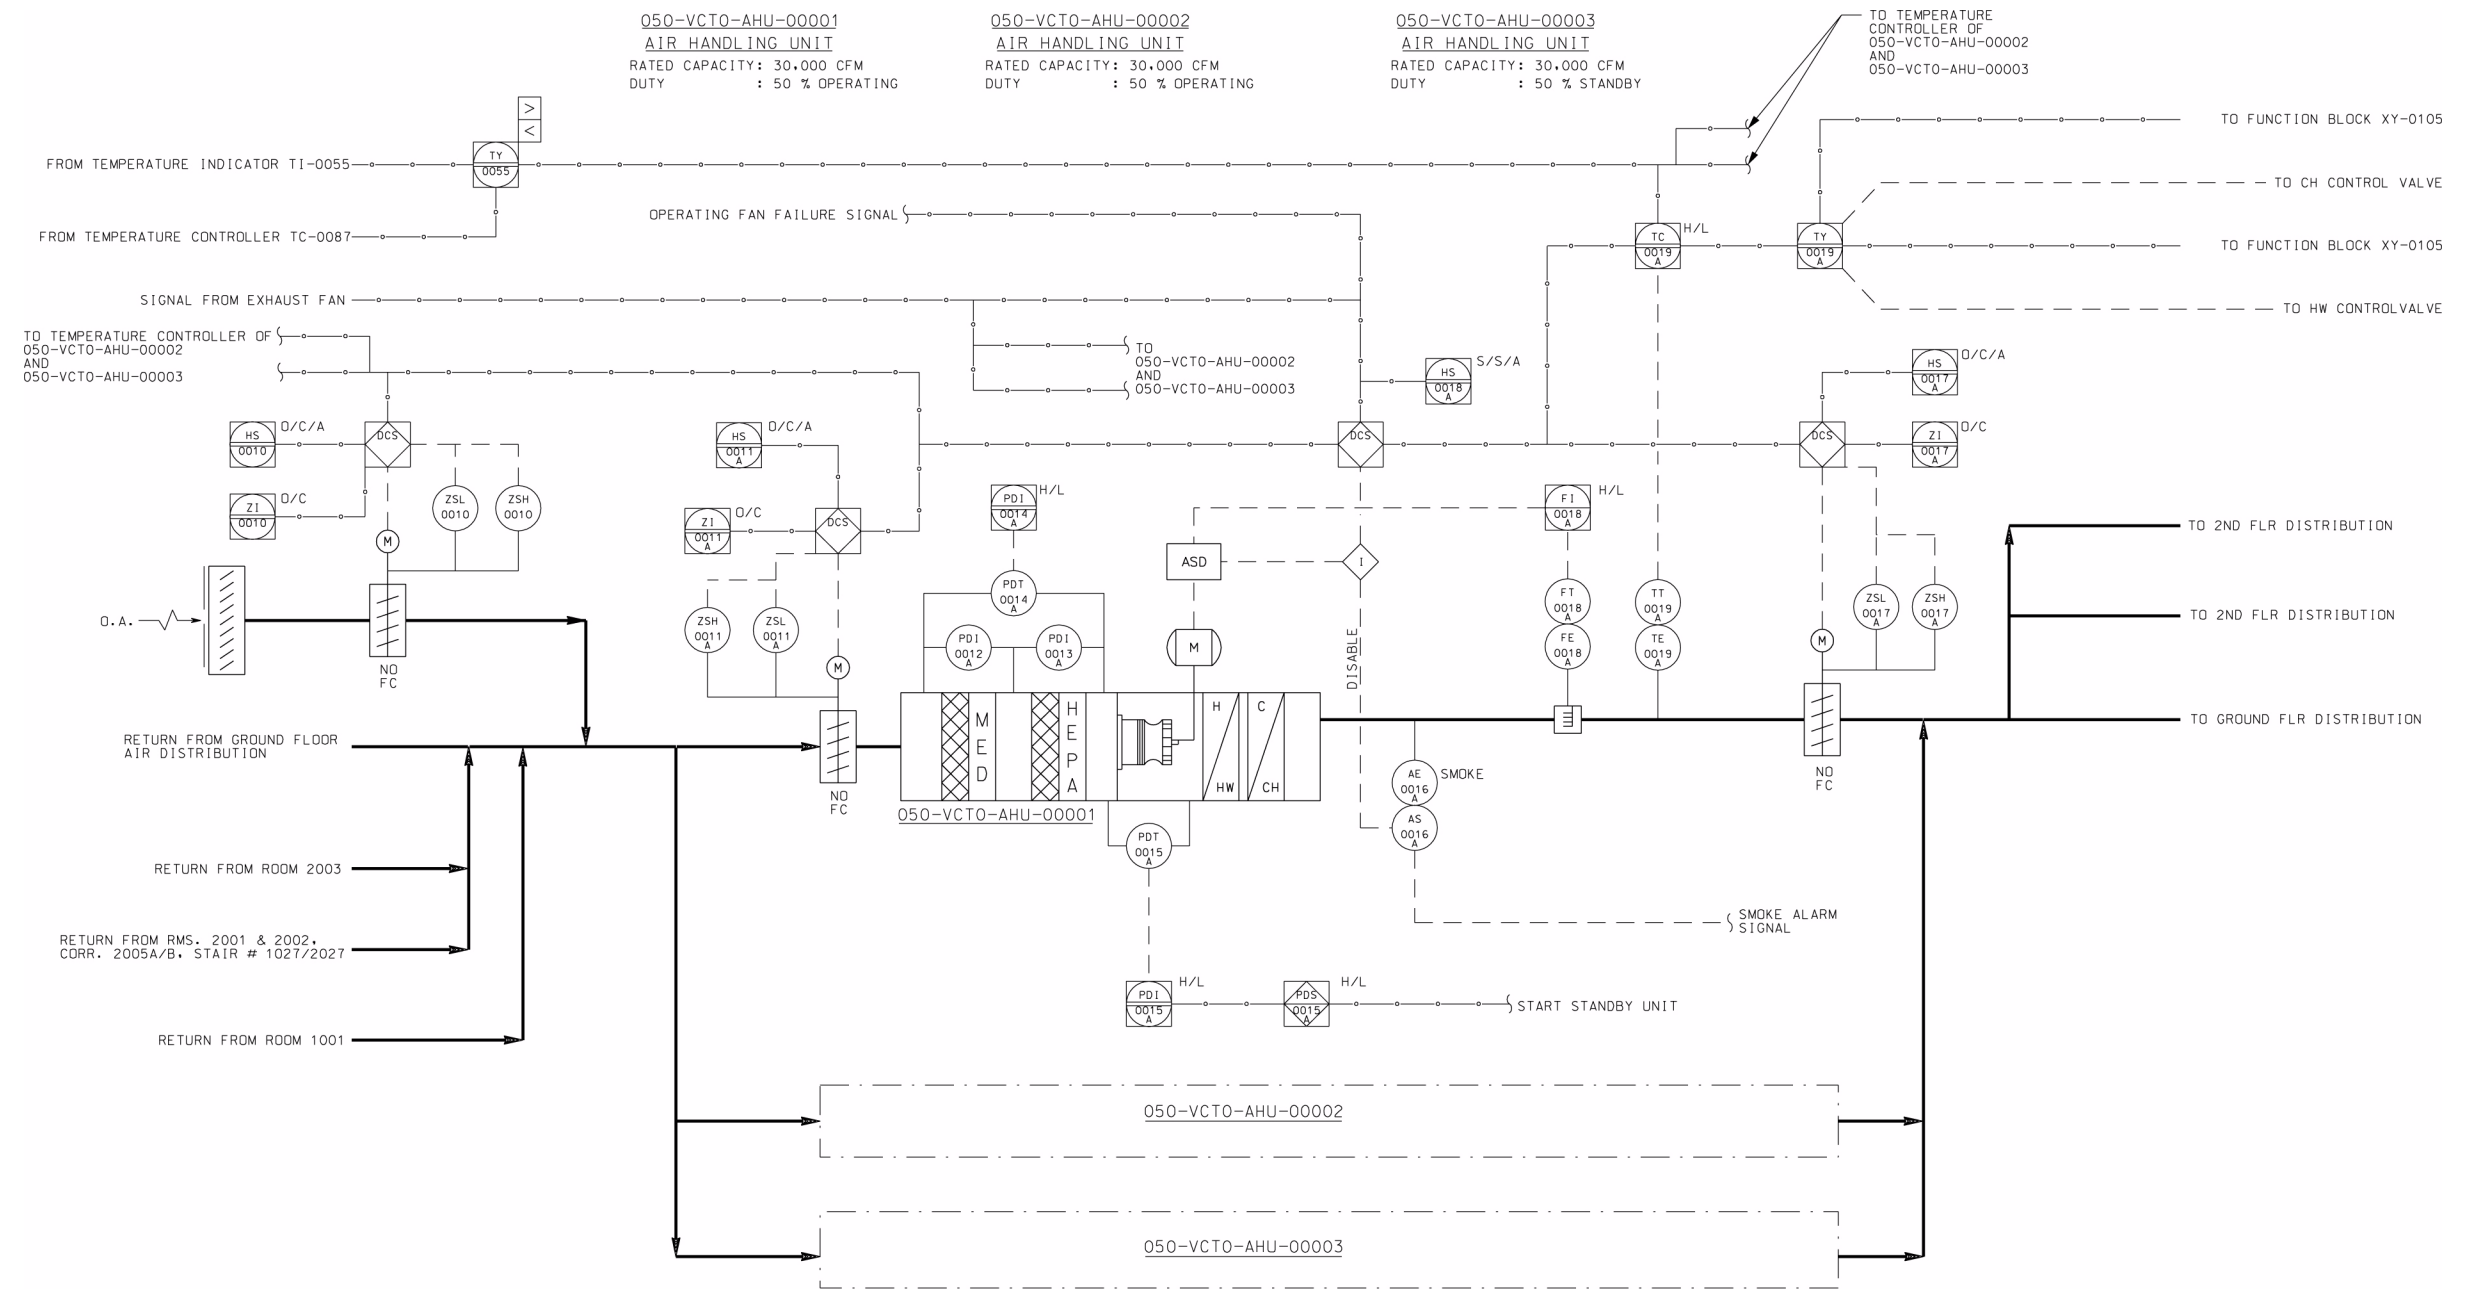 050-VCTO-AHU-00001
AIR HANDLING UNIT
RATED CAPACITY: 30,000 CFM
DUTY : 50 % OPERATING
050-VCTO-AHU-00002
AIR HANDLING UNIT
RATED CAPACITY: 30,000 CFM
DUTY : 50 % OPERATING
050-VCTO-AHU-00003
AIR HANDLING UNIT
RATED CAPACITY: 30,000 CFM
DUTY : 50 % STANDBY
TO TEMPERATURE
CONTROLLER OF
050-VCTO-AHU-00002
AND
050-VCTO-AHU-00003
>
<
TO FUNCTION BLOCK XY-0105
FROM TEMPERATURE INDICATOR TI-0055
TY
0055
TO CH CONTROL VALVE
OPERATING FAN FAILURE SIGNAL
FROM TEMPERATURE CONTROLLER TC-0087
TC
0019
A
H/L
TY
0019
A
TO FUNCTION BLOCK XY-0105
SIGNAL FROM EXHAUST FAN
TO HW CONTROLVALVE
TO TEMPERATURE CONTROLLER OF
050-VCTO-AHU-00002
AND
050-VCTO-AHU-00003
TO
050-VCTO-AHU-00002
AND
050-VCTO-AHU-00003
HS
0018
A
S/S/A
HS
0017
A
O/C/A
HS
0010
O/C/A
DCS
HS
0011
A
O/C/A
DCS
DCS
ZI
0017
A
O/C
ZI
0010
O/C
ZSL
0010
ZSH
0010
ZI
0011
A
O/C
DCS
PDI
0014
A
H/L
FI
0018
A
H/L
M
ASD
I
TO 2ND FLR DISTRIBUTION
PDT
0014
A
FT
0018
A
TT
0019
A
ZSL
0017
A
ZSH
0017
A
O.A.
ZSH
0011
A
ZSL
0011
A
PDI
0012
A
PDI
0013
A
M
DISABLE
FE
0018
A
TE
0019
A
M
TO 2ND FLR DISTRIBUTION
NO
FC
M
MED
HEPA
H
HW
C
CH
TO GROUND FLR DISTRIBUTION
RETURN FROM GROUND FLOOR
AIR DISTRIBUTION
NO
FC
AE
0016
A
SMOKE
NO
FC
050-VCTO-AHU-00001
AS
0016
A
PDT
0015
A
RETURN FROM ROOM 2003
SMOKE ALARM
SIGNAL
RETURN FROM RMS. 2001 & 2002,
CORR. 2005A/B, STAIR # 1027/2027
PDI
0015
A
H/L
PDS
0015
A
H/L
START STANDBY UNIT
RETURN FROM ROOM 1001
050-VCTO-AHU-00002
050-VCTO-AHU-00003